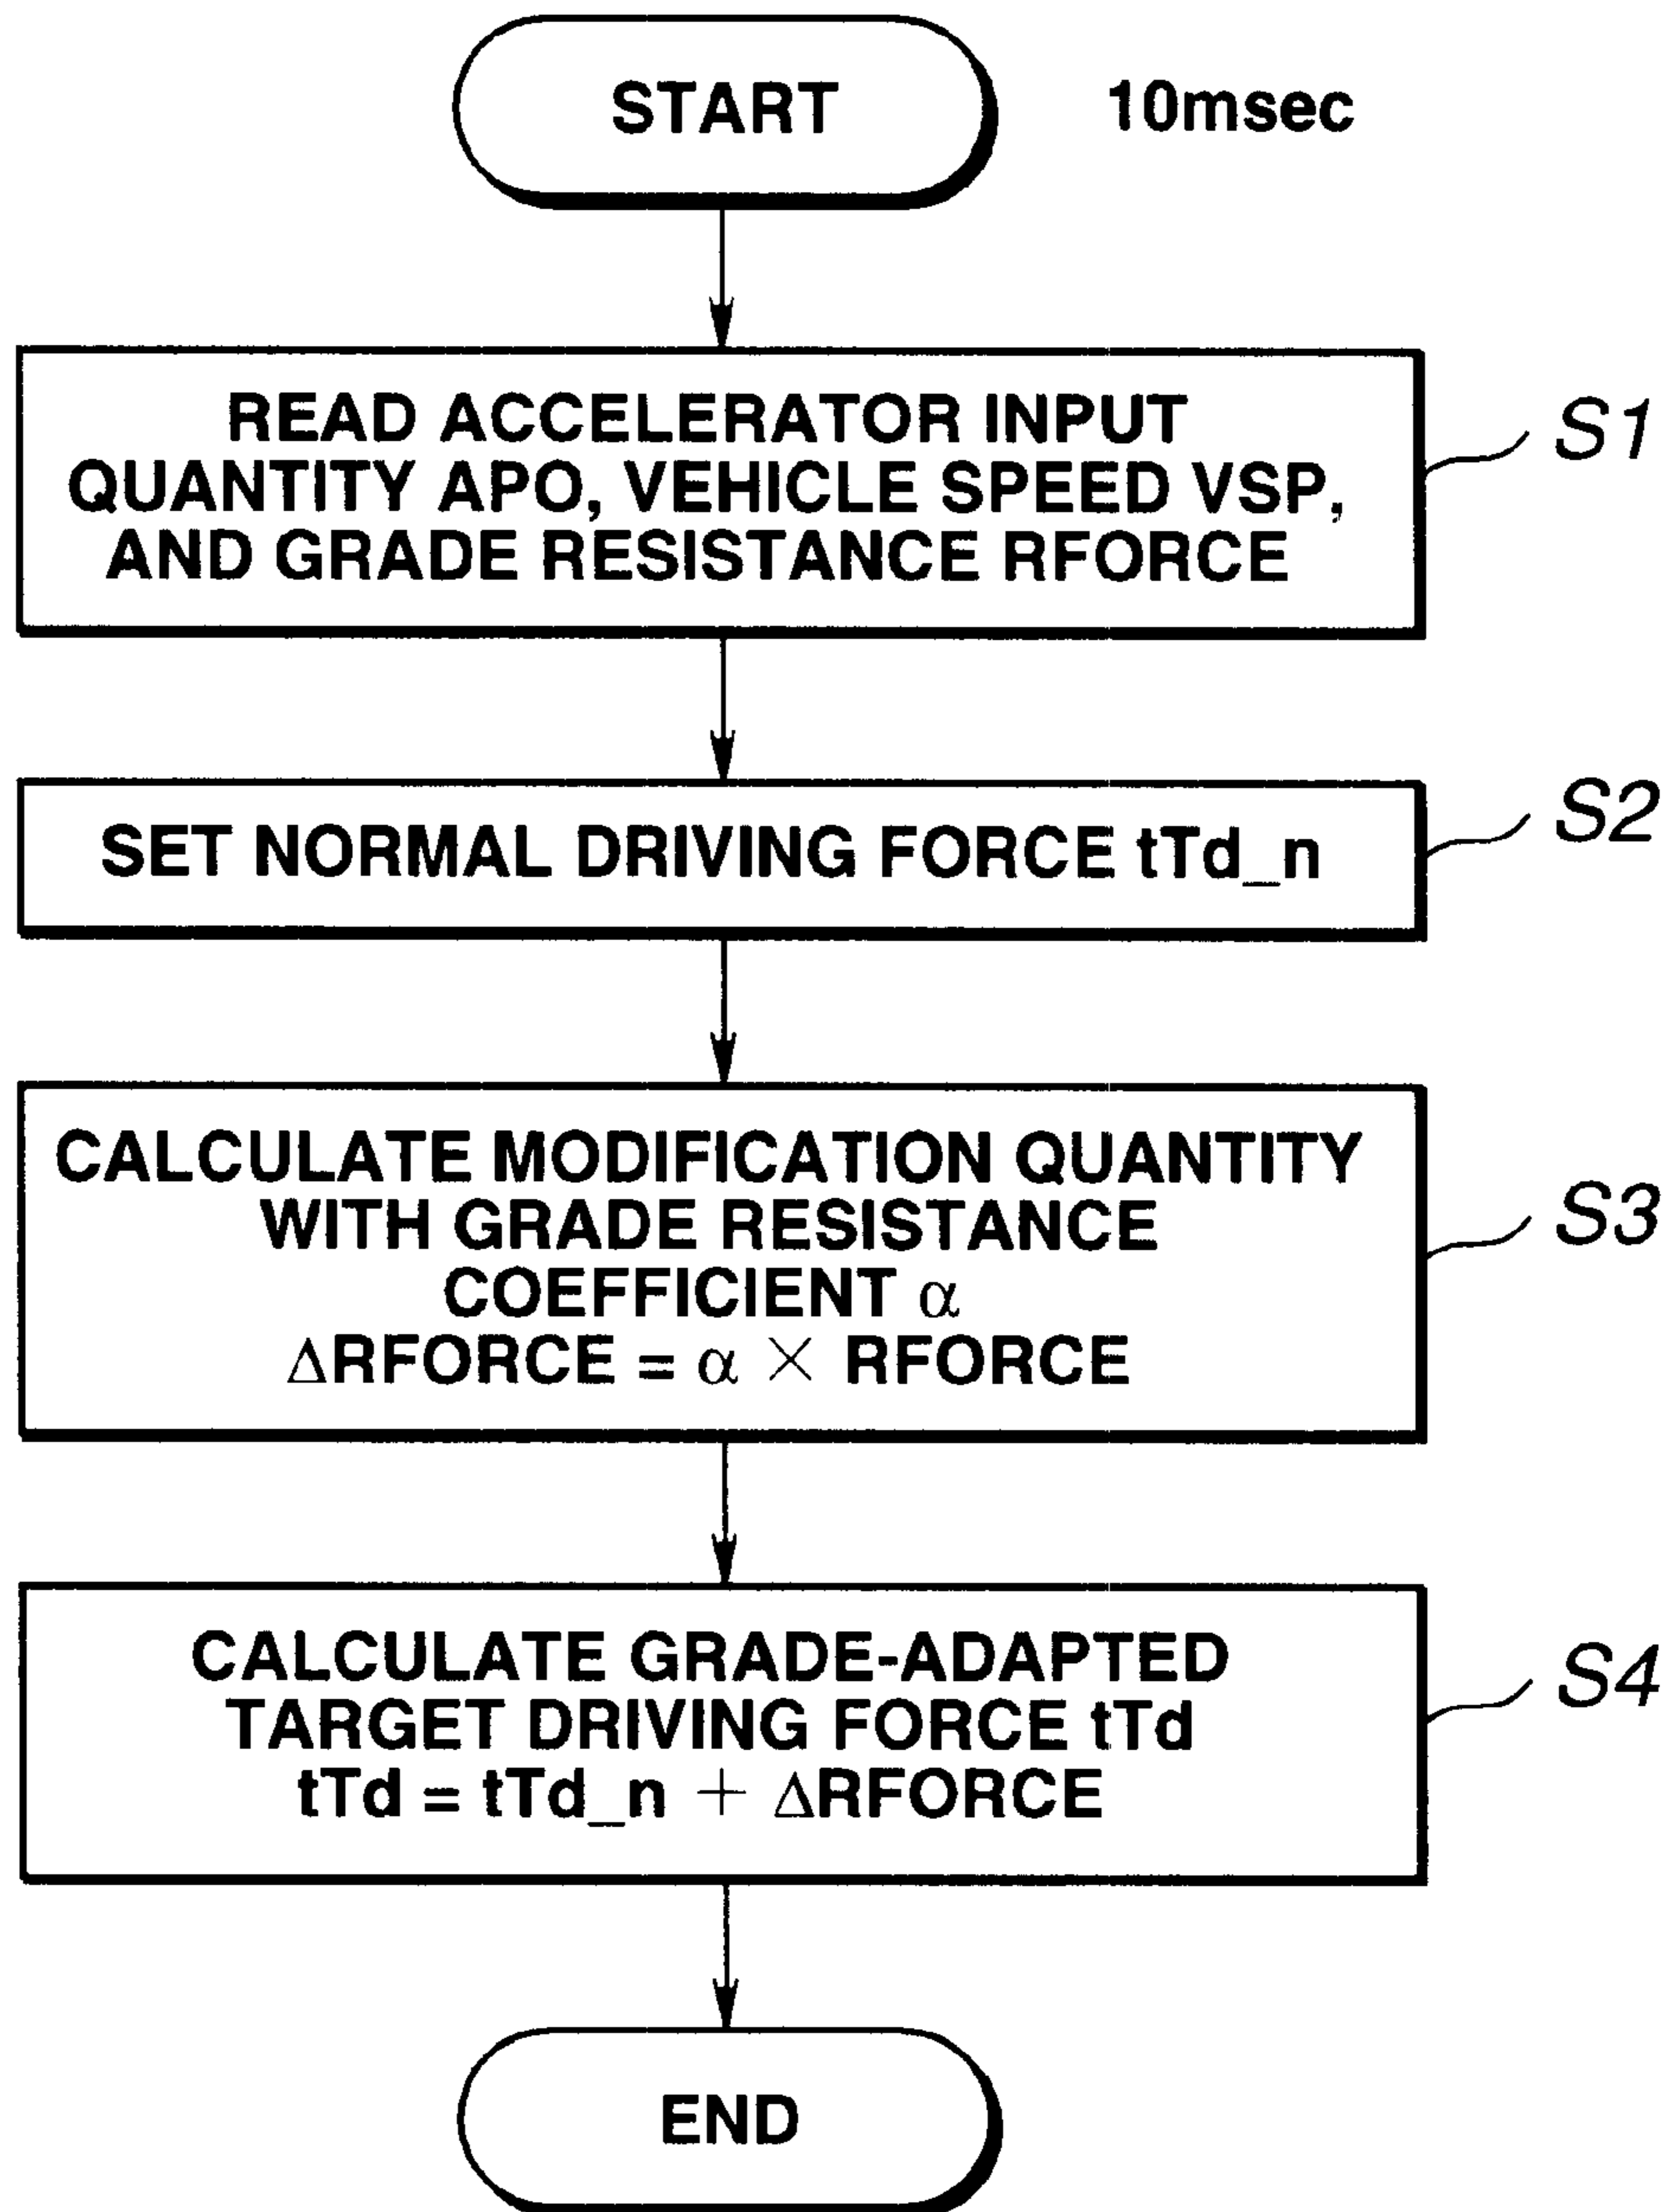 START
10msec
READ ACCELERATOR INPUT
QUANTITY APO, VEHICLE SPEED VSP,
AND GRADE RESISTANCE RFORCE
S1
SET NORMAL DRIVING FORCE tTd_n
S2
CALCULATE MODIFICATION QUANTITY
WITH GRADE RESISTANCE
COEFFICIENT α
ΔRFORCE = α × RFORCE
S3
CALCULATE GRADE-ADAPTED
TARGET DRIVING FORCE tTd
tTd = tTd_n + ΔRFORCE
S4
END